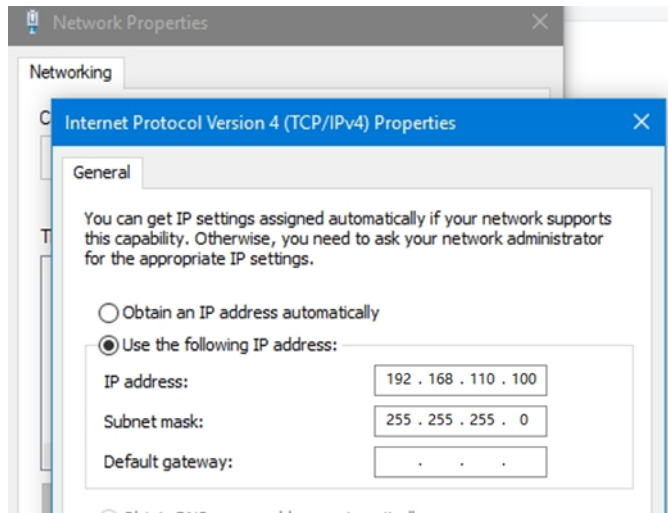 Network Properties
Networking
C
Internet Protocol Version 4 (TCP/IPv4) Properties
General
T
You can get IP settings assigned automatically if your network supports
this capability. Otherwise, you need to ask your network administrator
for the appropriate IP settings.
Obtain an IP address automatically
Use the following IP address:
IP address: 192 . 168 . 110 . 100
Subnet mask: 255 . 255 . 255 . 0
Default gateway: . . .